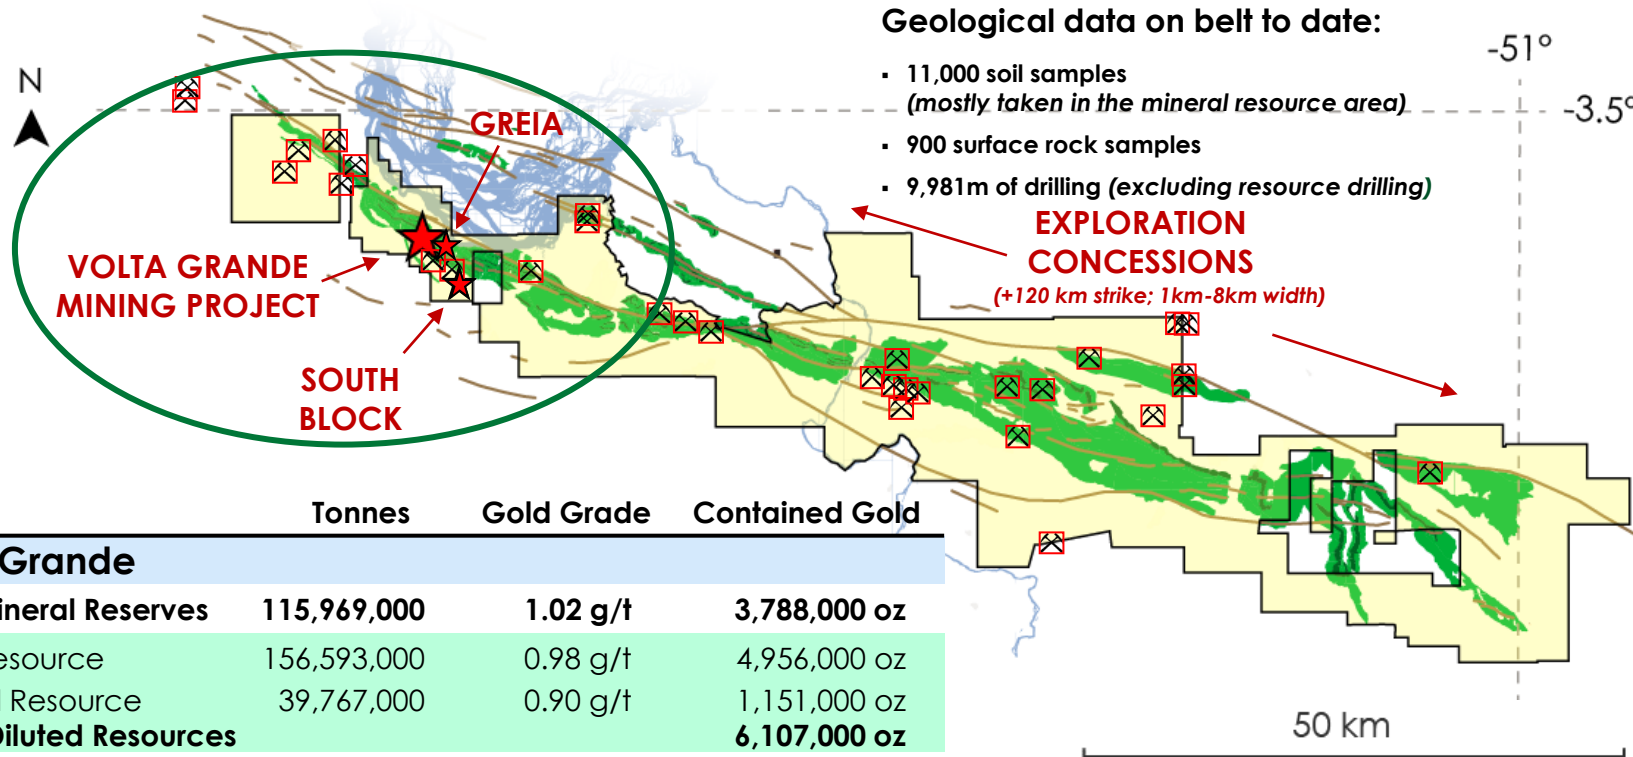 Geological data on belt to date:
▪ 11,000 soil samples
(mostly taken in the mineral resource area)
▪ 900 surface rock samples
▪ 9,981m of drilling (excluding resource drilling)
-51°
-3.5°
N
GREIA
EXPLORATION
CONCESSIONS
(+120 km strike; 1km-8km width)
VOLTA GRANDE
MINING PROJECT
SOUTH
BLOCK
Tonnes Gold Grade Contained Gold
Grande
ineral Reserves 115,969,000 1.02 g/t 3,788,000 oz
esource 156,593,000 0.98 g/t 4,956,000 oz
Resource 39,767,000 0.90 g/t 1,151,000 oz
Diluted Resources 6,107,000 oz
50 km